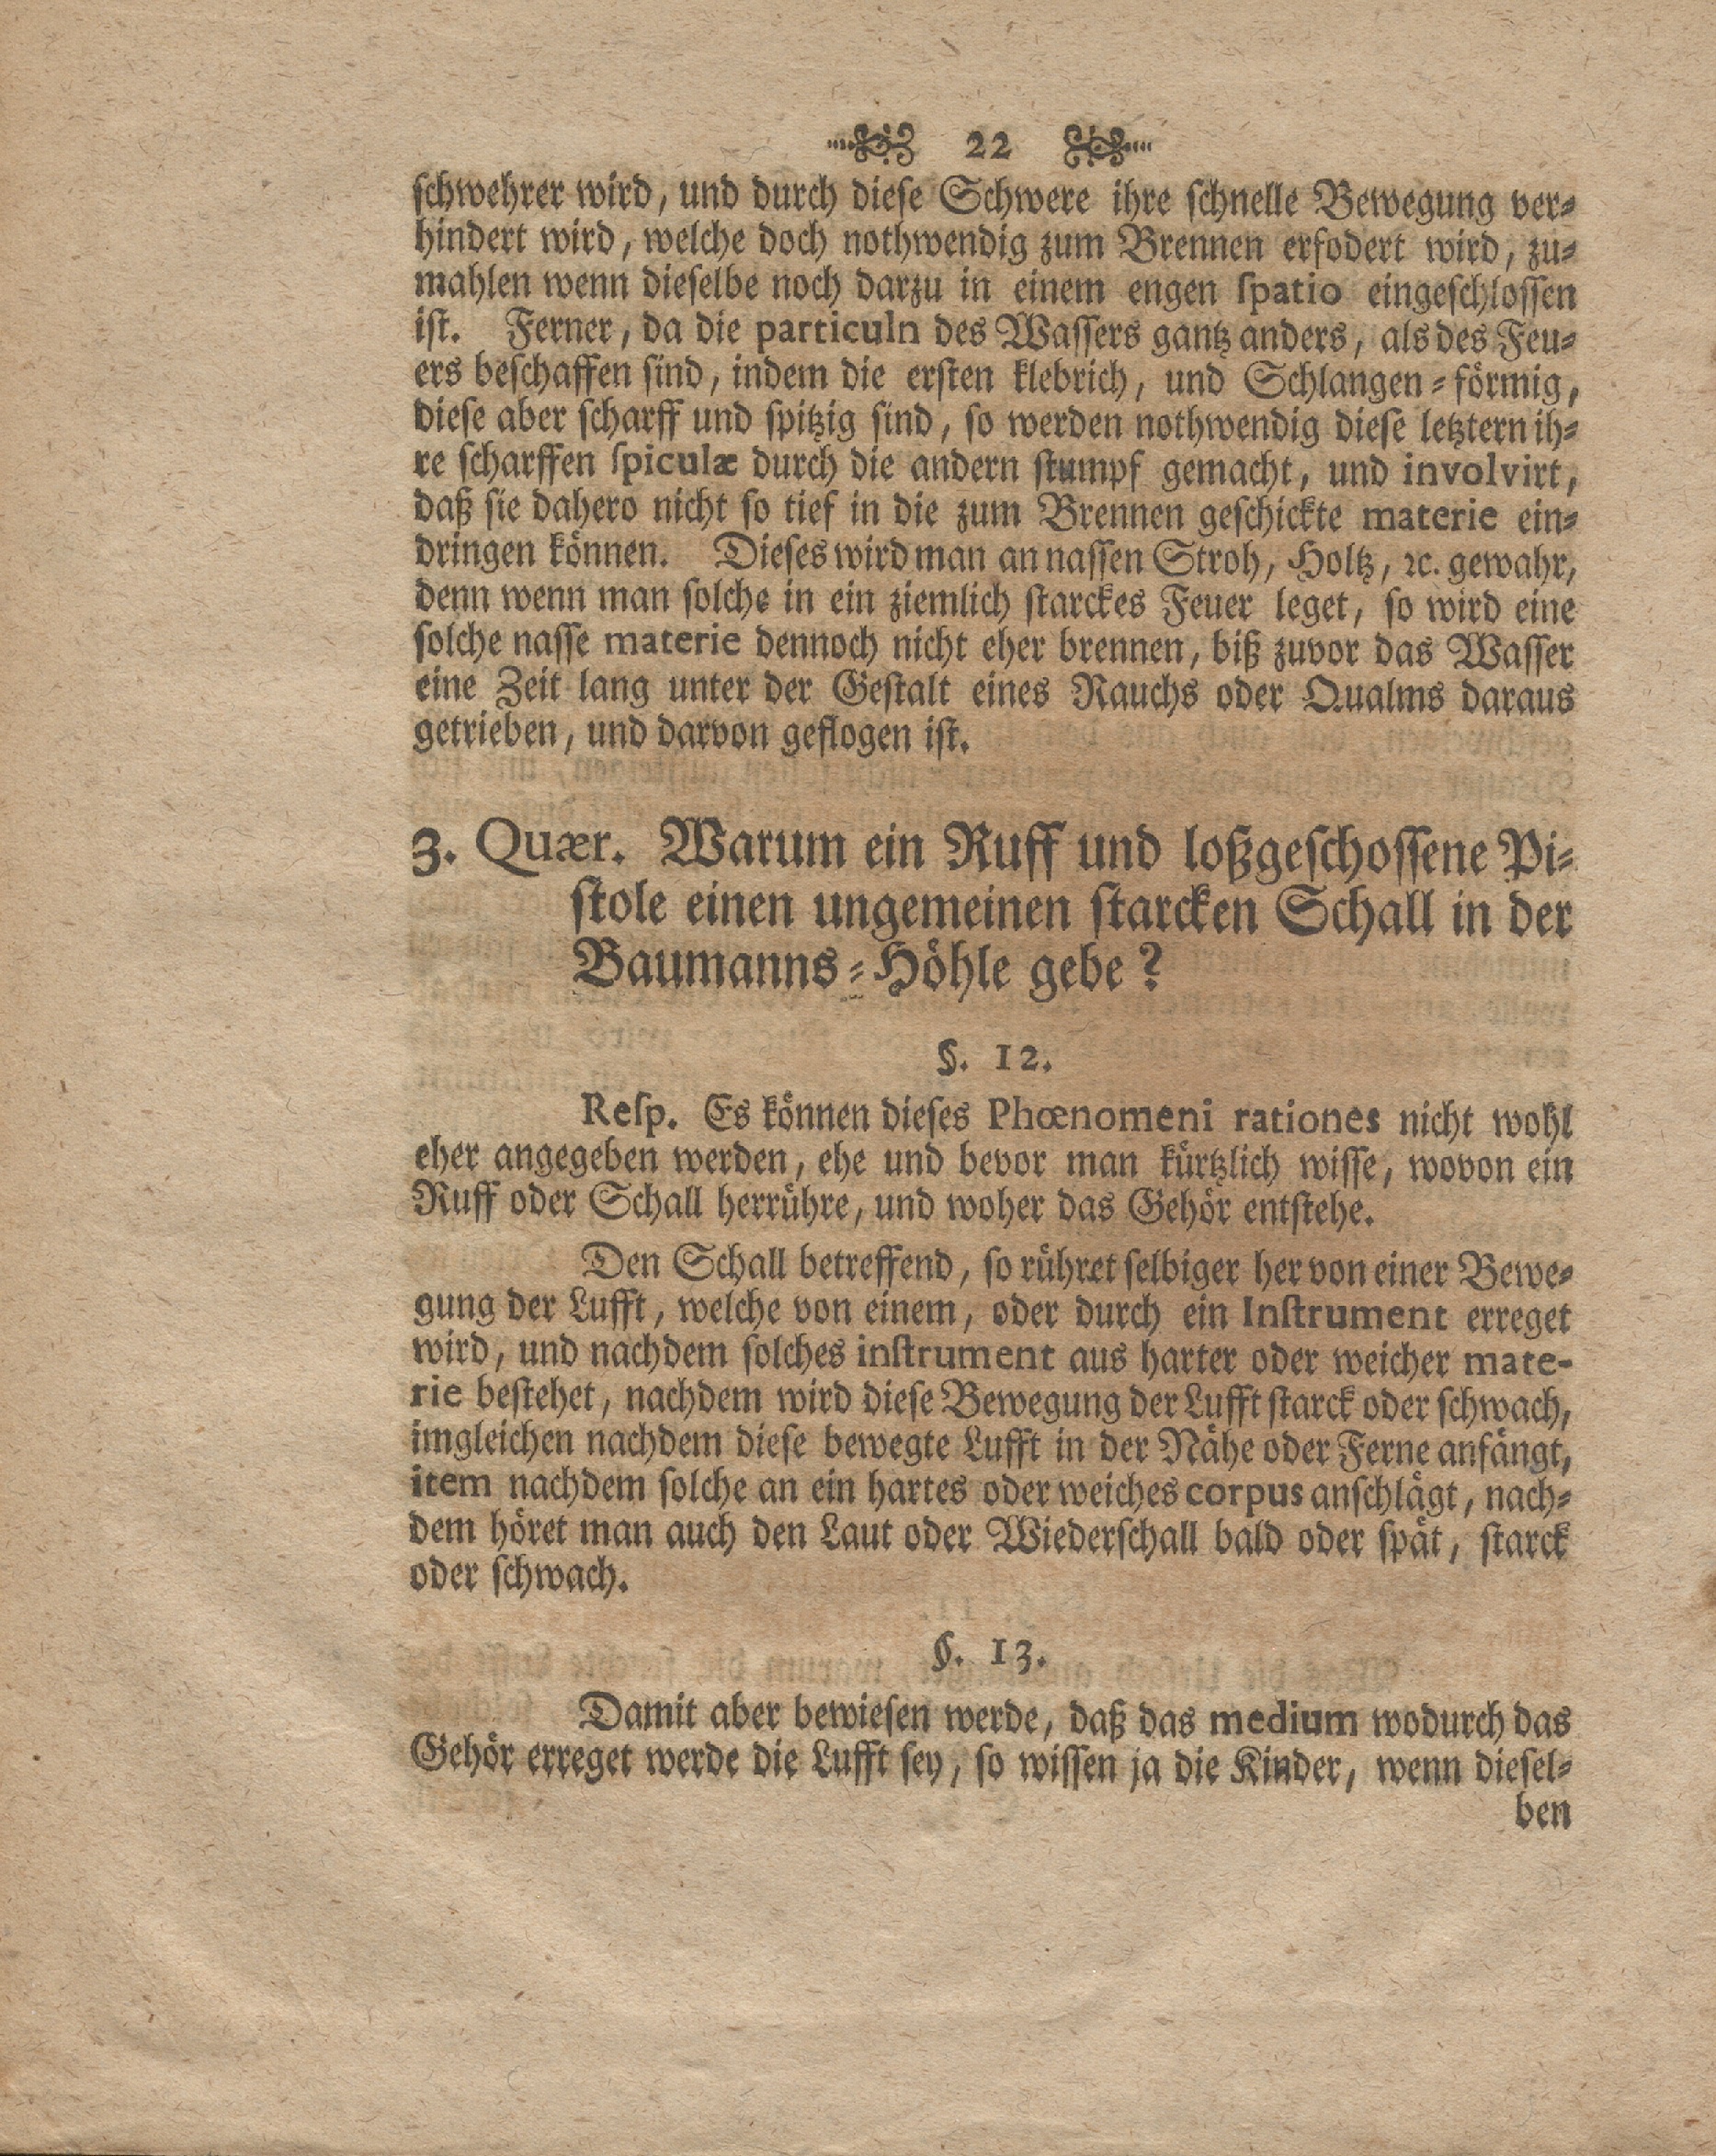 22
ſchwehrer wird, und durch dieſe Schwere ihre ſchnelle Bewegung ver⸗
hindert wird, welche doch nothwendig zum Brennen erfodert wird, zu⸗
mahlen wenn dieſelbe noch darzu in einem engen ſpatio eingeſchloſſen
iſt. Ferner, da die particuln des Waſſers gantz anders, als des Feu⸗
ers beſchaffen ſind, indem die erſten klebrich, und Schlangen⸗förmig,
dieſe aber ſcharff und ſpitzig ſind, ſo werden nothwendig dieſe letztern ih⸗
re ſcharffen ſpiculæ durch die andern ſtumpf gemacht, und involvirt,
daß ſie dahero nicht ſo tief in die zum Brennen geſchickte materie ein⸗
dringen können. Dieſes wird man an naſſen Stroh, Holtz, ꝛc. gewahr,
denn wenn man ſolche in ein ziemlich ſtarckes Feuer leget, ſo wird eine
ſolche naſſe materie dennoch nicht eher brennen, biß zuvor das Waſſer
eine Zeit lang unter der Geſtalt eines Rauchs oder Qualms daraus
getrieben, und darvon geflogen iſt.
3. Quær. Warum ein Ruff und loßgeſchoſſene Pi⸗
ſtole einen ungemeinen ſtarcken Schall in der
Baumanns⸗Höhle gebe?
§. 12.
Reſp. Es können dieſes Phœnomeni rationes nicht wohl
eher angegeben werden, ehe und bevor man kürtzlich wiſſe, wovon ein
Ruff oder Schall herrühre, und woher das Gehör entſtehe.
Den Schall betreffend, ſo rühret ſelbiger her von einer Bewe⸗
gung der Lufft, welche von einem, oder durch ein Inſtrument erreget
wird, und nachdem ſolches inſtrument aus harter oder weicher mate-
rie beſtehet, nachdem wird dieſe Bewegung der Lufft ſtarck oder ſchwach,
imgleichen nachdem dieſe bewegte Lufft in der Nähe oder Ferne anfängt,
item nachdem ſolche an ein hartes oder weiches corpus anſchlägt, nach⸗
dem höret man auch den Laut oder Wiederſchall bald oder ſpät, ſtarck
oder ſchwach.
§. 13.
Damit aber bewieſen werde, daß das medium wodurch das
Gehör erreget werde die Lufft ſey, ſo wiſſen ja die Kinder, wenn dieſel⸗
ben